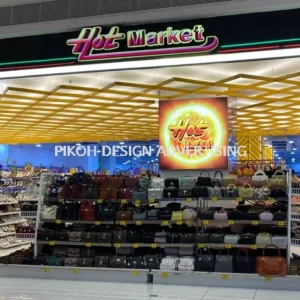 Hot Market
PIKOH-DESIGN ADVERTISING
Hot
Market